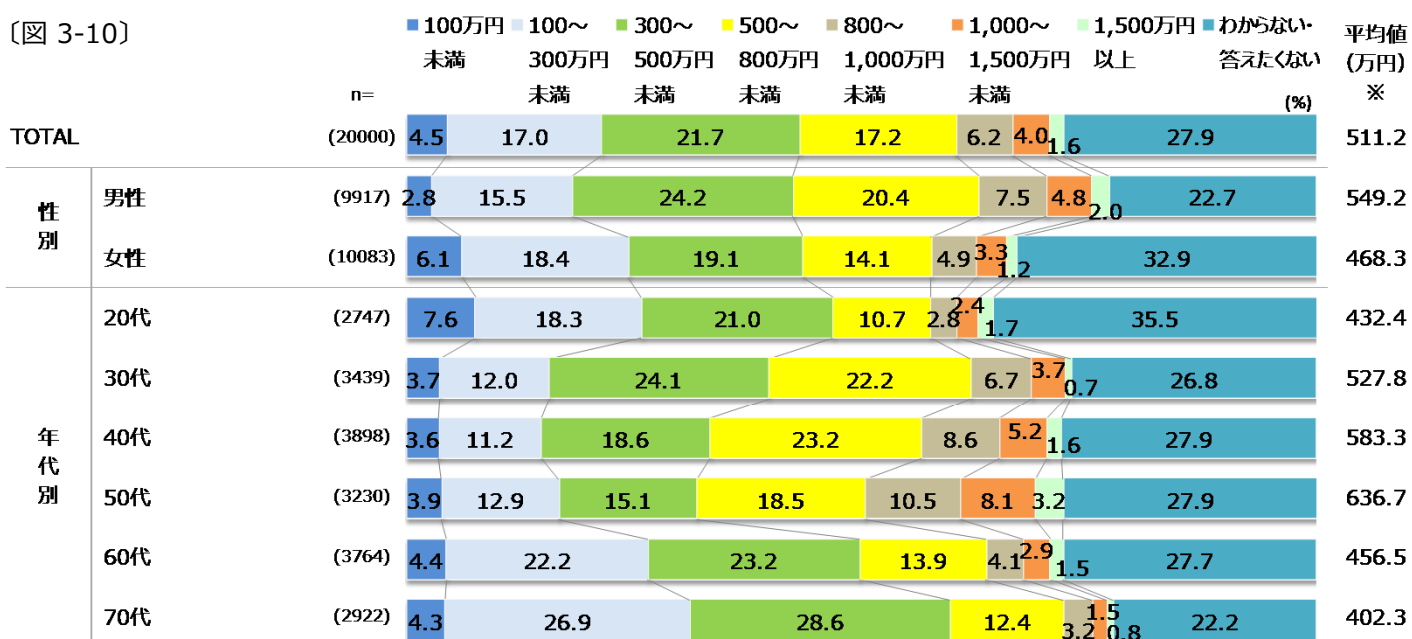 〔図 3-10〕
100万円未満 100~300万円未満 300~500万円未満 500~800万円未満 800~1,000万円未満 1,000~1,500万円未満 1,500万円以上 わからない・答えたくない 平均値(万円)※
n= (%)
TOTAL (20000) 4.5 17.0 21.7 17.2 6.2 4.0 1.6 27.9 511.2
性別
男性 (9917) 2.8 15.5 24.2 20.4 7.5 4.8 2.0 22.7 549.2
女性 (10083) 6.1 18.4 19.1 14.1 4.9 3.3 1.2 32.9 468.3
年代別
20代 (2747) 7.6 18.3 21.0 10.7 2.8 2.4 1.7 35.5 432.4
30代 (3439) 3.7 12.0 24.1 22.2 6.7 3.7 0.7 26.8 527.8
40代 (3898) 3.6 11.2 18.6 23.2 8.6 5.2 1.6 27.9 583.3
50代 (3230) 3.9 12.9 15.1 18.5 10.5 8.1 3.2 27.9 636.7
60代 (3764) 4.4 22.2 23.2 13.9 4.1 2.9 1.5 27.7 456.5
70代 (2922) 4.3 26.9 28.6 12.4 3.2 1.5 0.8 22.2 402.3